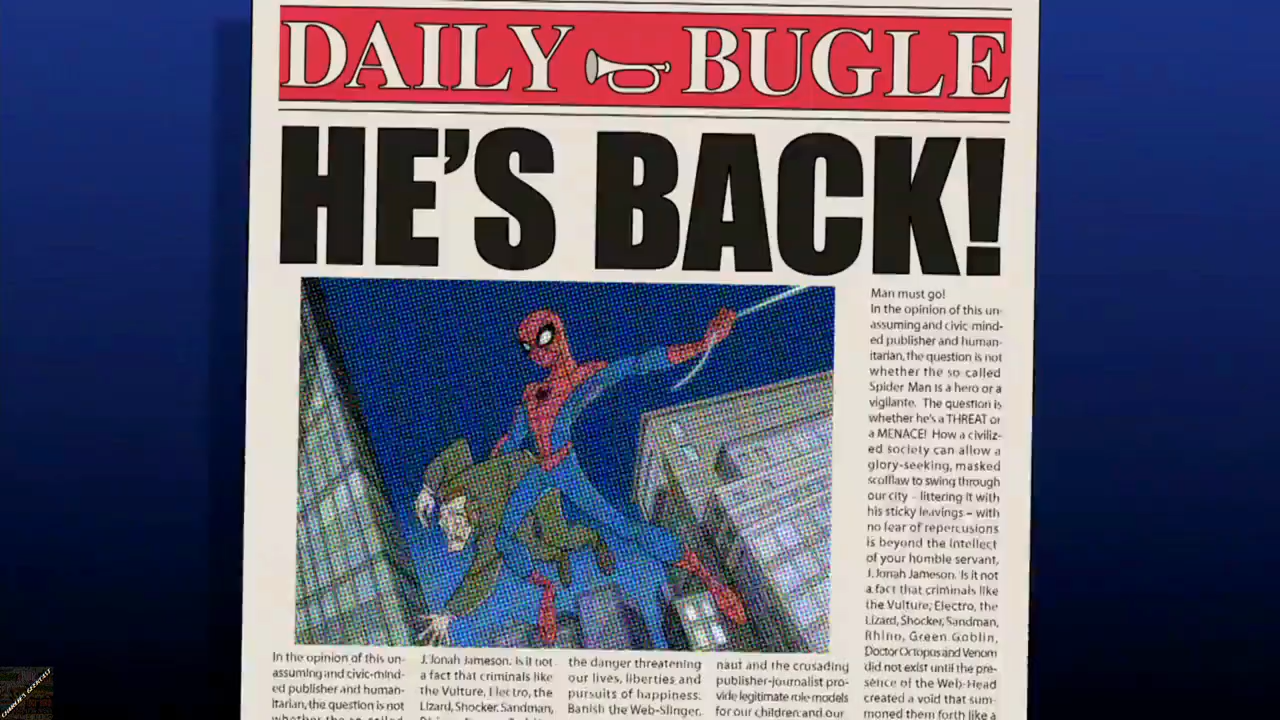 DAILY BUGLE
HE'S BACK!
Man must go!
In the opinion of this un-
assuming and civic-mind-
ed publisher and human-
itarian, the question is not
whether the so called
Spider Man is a hero or a
vigilante. The question is
whether he's a THREAT or
a MENACE! How a civiliz-
ed society can allow a
glory-seeking, masked
scofflaw to swing through
our city – littering it with
his sticky leavings – with
no fear of repercusions
is beyond the intellect
of your humble servant,
J. Jonah Jameson. Is it not
a fact that criminals like
the Vulture, Electro, the
Lizard, Shocker, Sandman,
Rhino, Green Goblin,
Doctor Octopus and Venom
did not exist until the pre-
sence of the Web-Head
created a void that sum-
moned them forth like a
In the opinion of this un-
assuming and civic-mind-
ed publisher and human-
itarian, the question is not
whether the so called
J. Jonah Jameson. Is it not
a fact that criminals like
the Vulture, Electro, the
Lizard, Shocker, Sandman,
the danger threatening
our lives, liberties and
pursuits of happiness.
Banish the Web-Slinger,
naut and the crusading
publisher-journalist pro-
vide legitimate role models
for our children and our
CHARLIE'S GEEKCAST